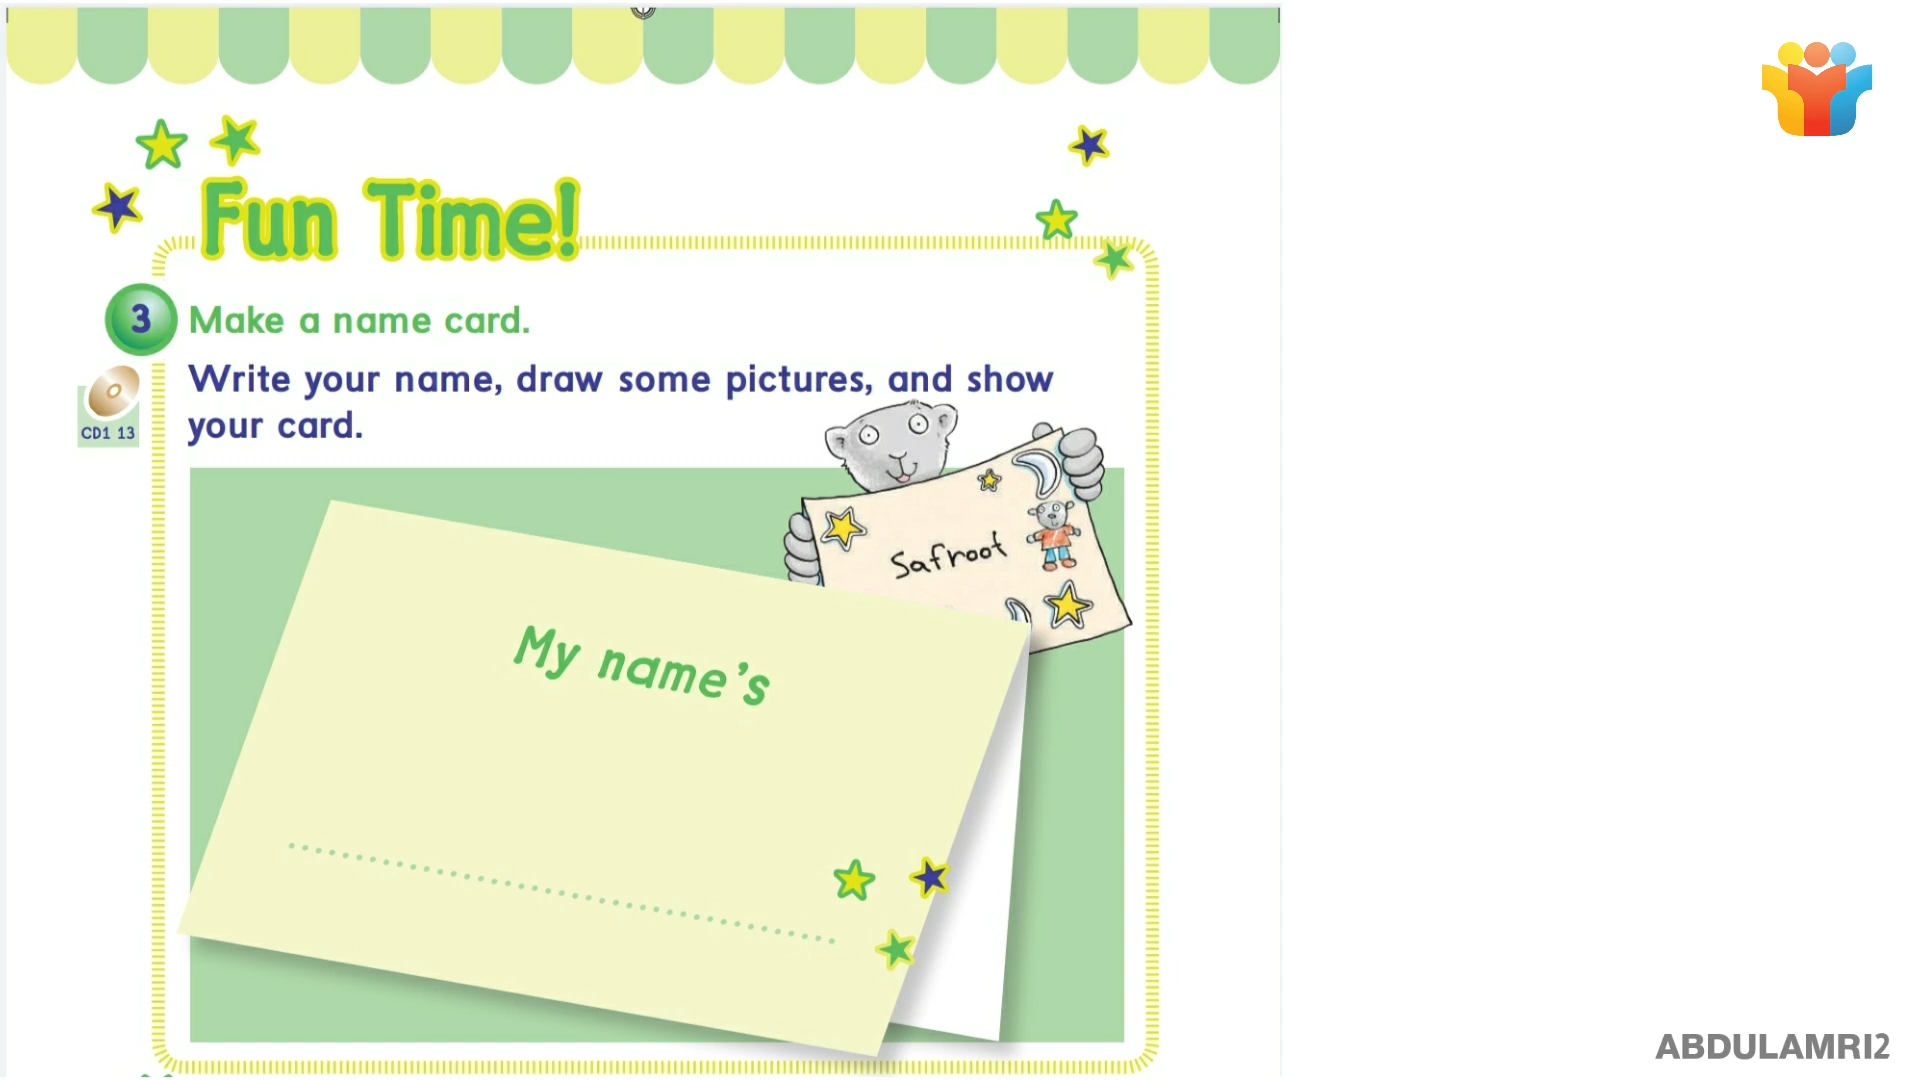 Fun Time!
3
Make a name card.
Write your name, draw some pictures, and show
your card.
CD1 13
Safroot
My name's
ABDULAMRI2